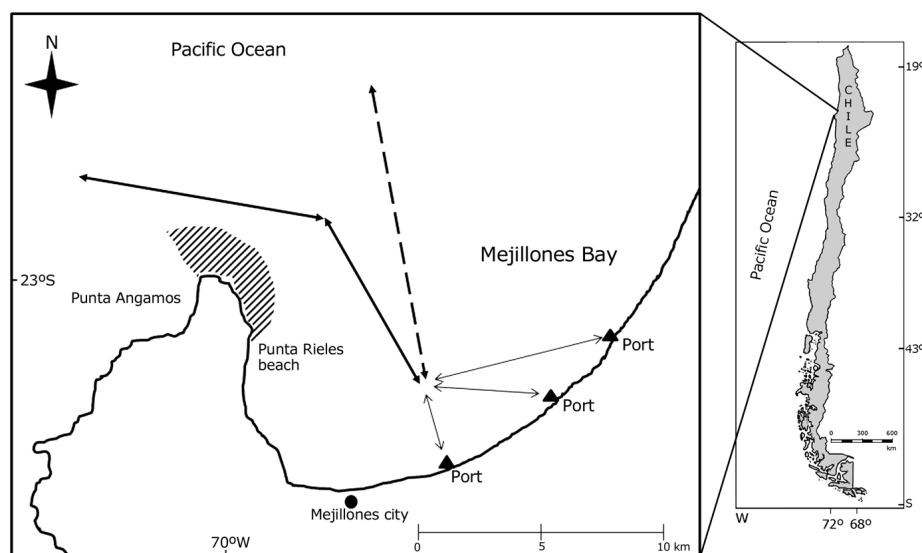 N
Pacific Ocean
Mejillones Bay
23ºS
Punta Angamos
Punta Rieles
beach
Port
Port
Port
Mejillones city
70ºW
0 5 10 km
19º
CHILE
Pacific Ocean
32º
43º
0 300 600
km
S
W
72º 68º